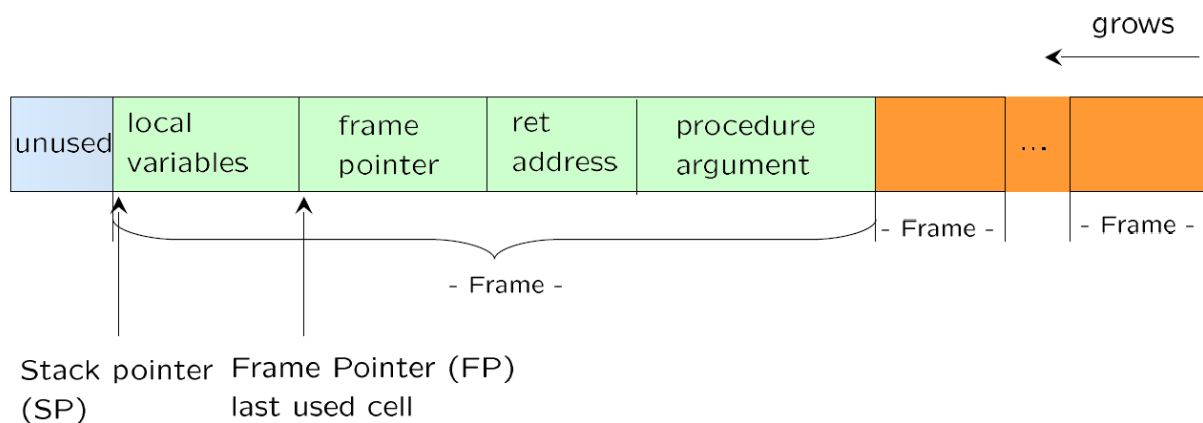 grows
unused
local
variables
frame
pointer
ret
address
procedure
argument
...
- Frame -
- Frame -
- Frame -
Stack pointer
(SP)
Frame Pointer (FP)
last used cell